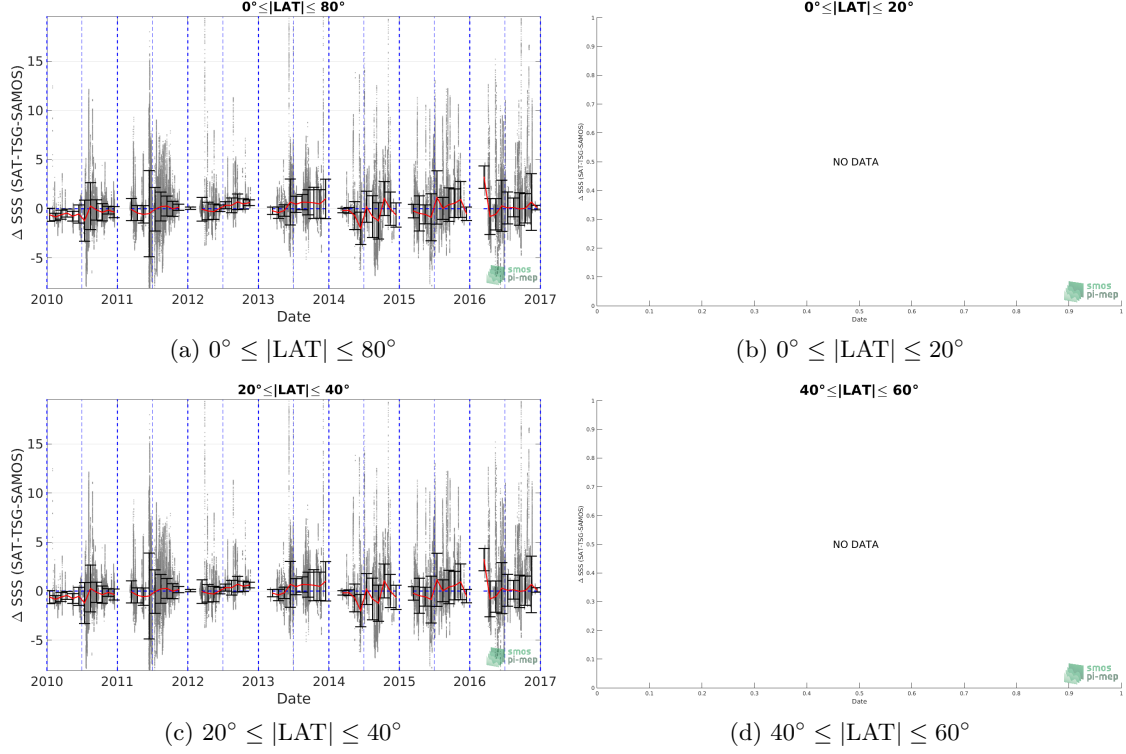 0°≤|LAT|≤ 80°
Δ SSS (SAT-TSG-SAMOS)
15
10
5
0
-5
2010 2011 2012 2013 2014 2015 2016 2017
Date
smos
pi-mep
(a) 0° ≤ |LAT| ≤ 80°
0°≤|LAT|≤ 20°
Δ SSS (SAT-TSG-SAMOS)
1
0.9
0.8
0.7
0.6
0.5
0.4
0.3
0.2
0.1
0
NO DATA
0 0.1 0.2 0.3 0.4 0.5 0.6 0.7 0.8 0.9 1
Date
smos
pi-mep
(b) 0° ≤ |LAT| ≤ 20°
20°≤|LAT|≤ 40°
Δ SSS (SAT-TSG-SAMOS)
15
10
5
0
-5
2010 2011 2012 2013 2014 2015 2016 2017
Date
smos
pi-mep
(c) 20° ≤ |LAT| ≤ 40°
40°≤|LAT|≤ 60°
Δ SSS (SAT-TSG-SAMOS)
1
0.9
0.8
0.7
0.6
0.5
0.4
0.3
0.2
0.1
0
NO DATA
0 0.1 0.2 0.3 0.4 0.5 0.6 0.7 0.8 0.9 1
Date
smos
pi-mep
(d) 40° ≤ |LAT| ≤ 60°